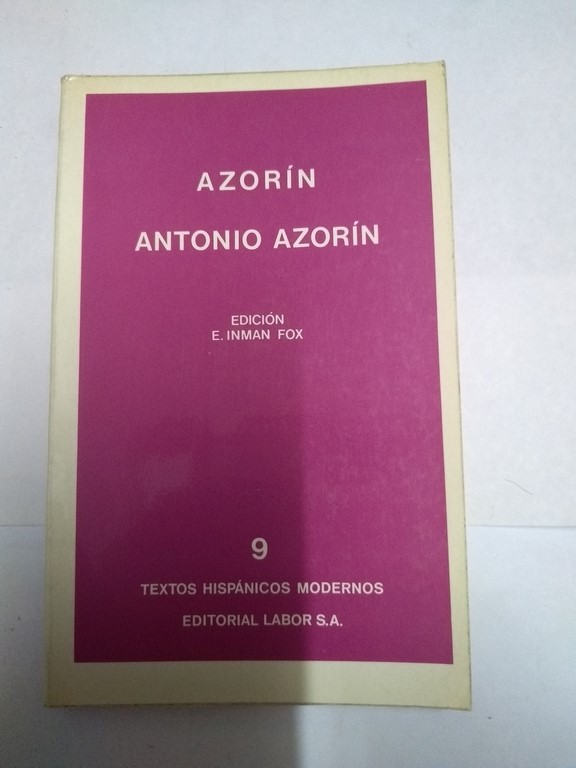 AZORÍN
ANTONIO AZORÍN
EDICIÓN
E. INMAN FOX
9
TEXTOS HISPÁNICOS MODERNOS
EDITORIAL LABOR S.A.